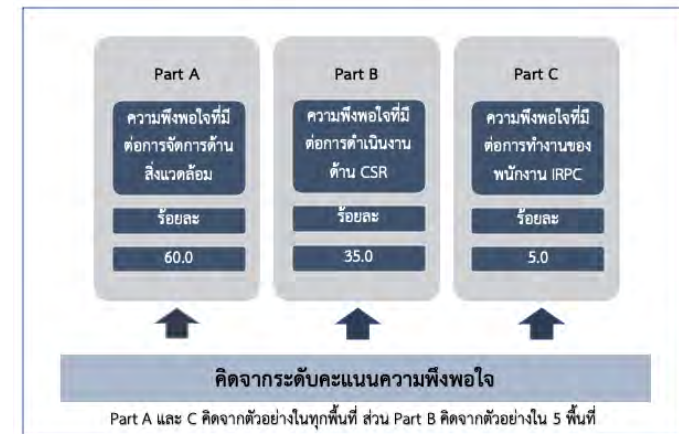 Part A
ความพึงพอใจที่มี
ต่อการจัดการด้าน
สิ่งแวดล้อม
ร้อยละ
60.0
Part B
ความพึงพอใจที่มี
ต่อการดำเนินงาน
ด้าน CSR
ร้อยละ
35.0
Part C
ความพึงพอใจที่มี
ต่อการทำงานของ
พนักงาน IRPC
ร้อยละ
5.0
คิดจากระดับคะแนนความพึงพอใจ
Part A และ C คิดจากตัวอย่างในทุกพื้นที่ ส่วน Part B คิดจากตัวอย่างใน 5 พื้นที่